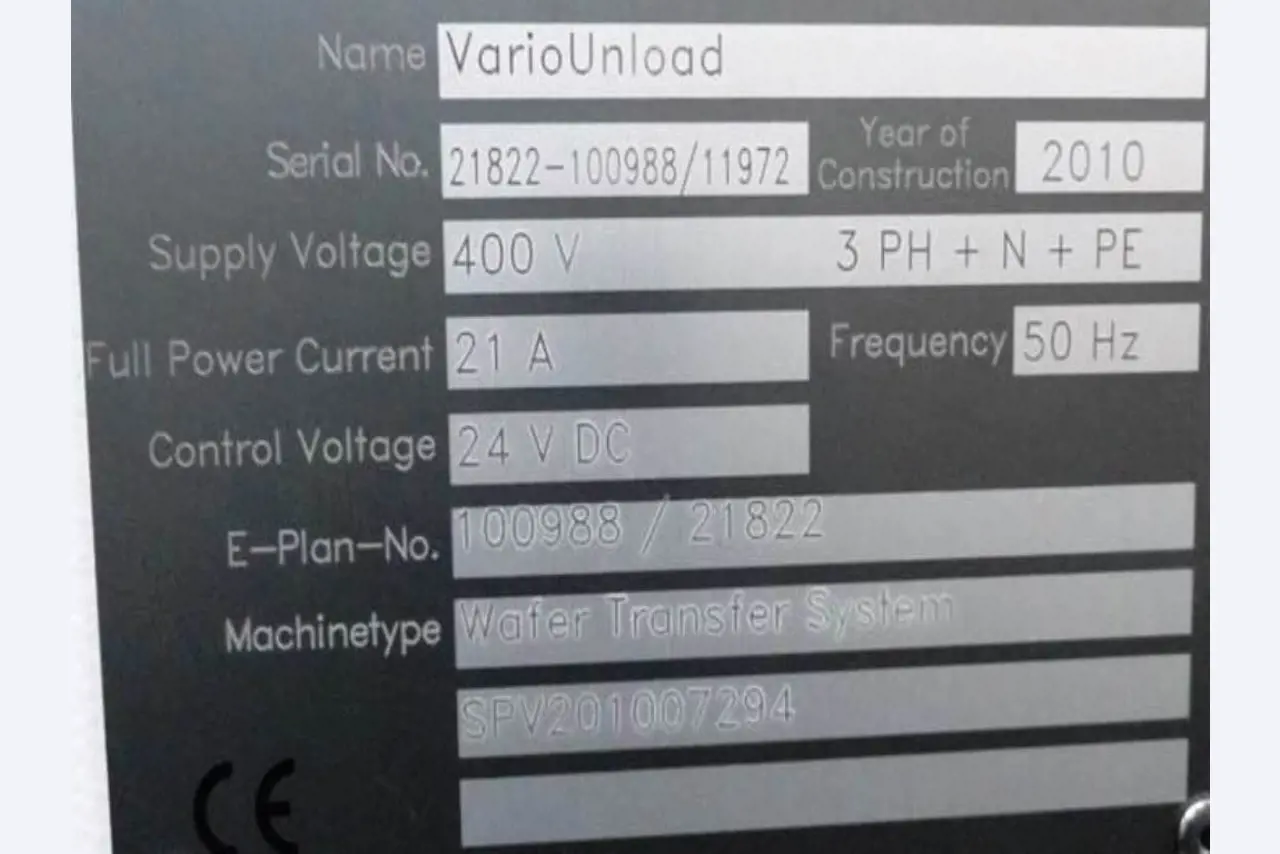 Name VarioUnload
Serial No. 21822-100988/11972 Year of Construction 2010
Supply Voltage 400 V 3 PH + N + PE
Full Power Current 21 A Frequency 50 Hz
Control Voltage 24 V DC
E-Plan-No. 100988 / 21822
Machinetype Wafer Transfer System
SPV201007294
CE